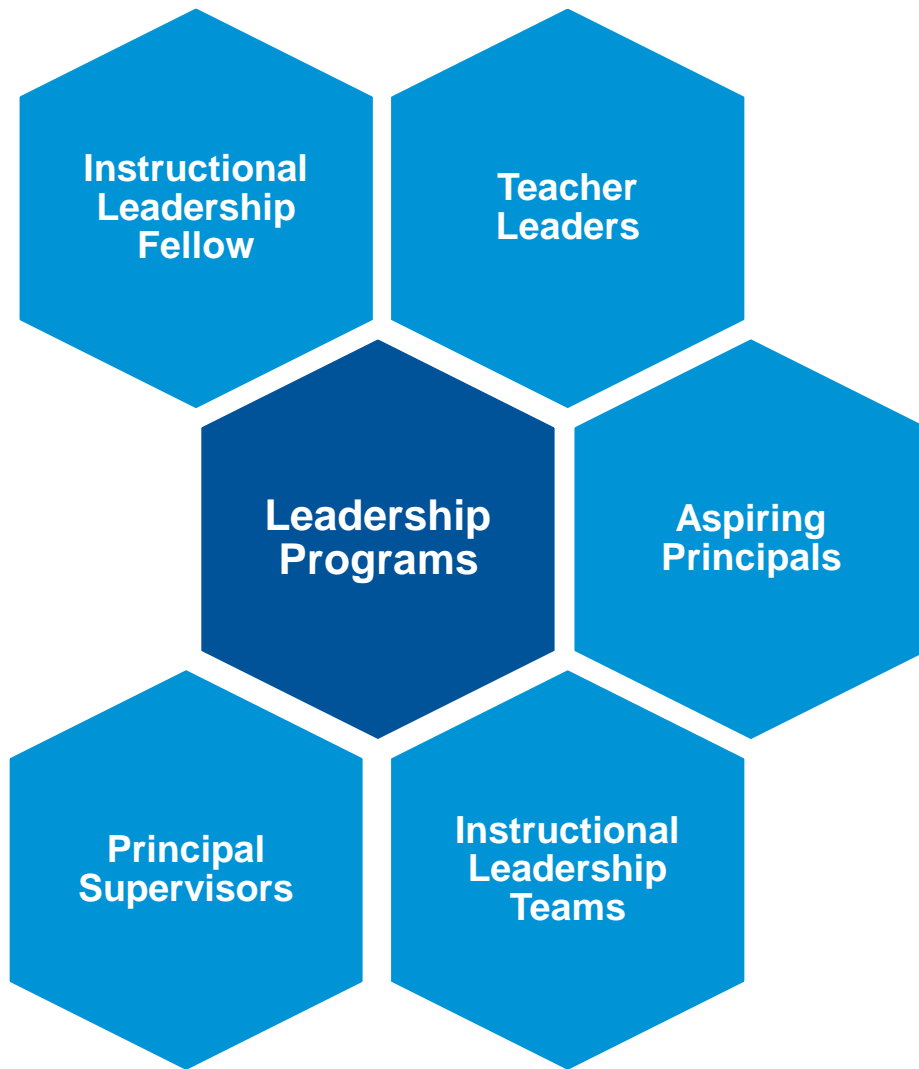 Instructional
Leadership
Fellow
Teacher
Leaders
Leadership
Programs
Aspiring
Principals
Principal
Supervisors
Instructional
Leadership
Teams